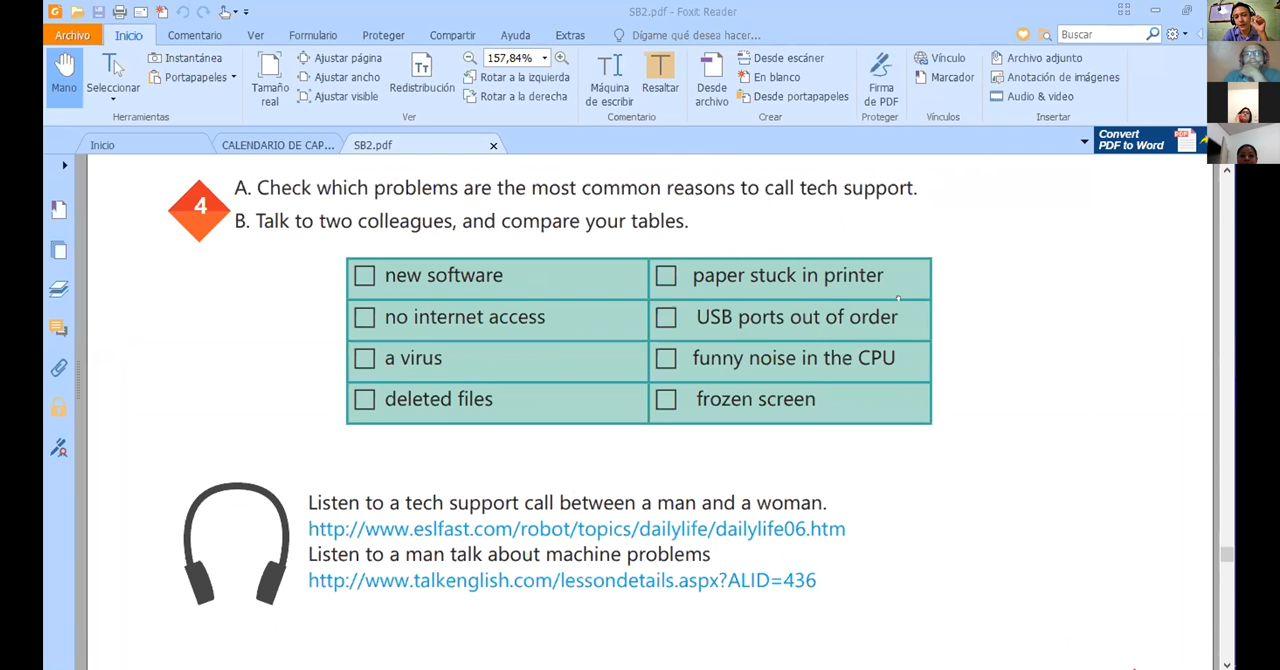 SB2.pdf - Foxit Reader
Archivo Inicio Comentario Ver Formulario Proteger Compartir Ayuda Extras Dígame qué desea hacer... Buscar
Mano
Seleccionar
Instantánea
Portapapeles
Herramientas
Tamaño real
Ajustar página
Ajustar ancho
Ajustar visible
Redistribución
157,84%
Rotar a la izquierda
Rotar a la derecha
Ver
Máquina de escribir
Resaltar
Comentario
Desde archivo
Desde escáner
En blanco
Desde portapapeles
Crear
Firma de PDF
Proteger
Vínculo
Marcador
Vínculos
Archivo adjunto
Anotación de imágenes
Audio & video
Insertar
Inicio CALENDARIO DE CAP... SB2.pdf
Convert
PDF to Word
PDF
4
A. Check which problems are the most common reasons to call tech support.
B. Talk to two colleagues, and compare your tables.
new software paper stuck in printer
no internet access USB ports out of order
a virus funny noise in the CPU
deleted files frozen screen
Listen to a tech support call between a man and a woman.
http://www.eslfast.com/robot/topics/dailylife/dailylife06.htm
Listen to a man talk about machine problems
http://www.talkenglish.com/lessondetails.aspx?ALID=436